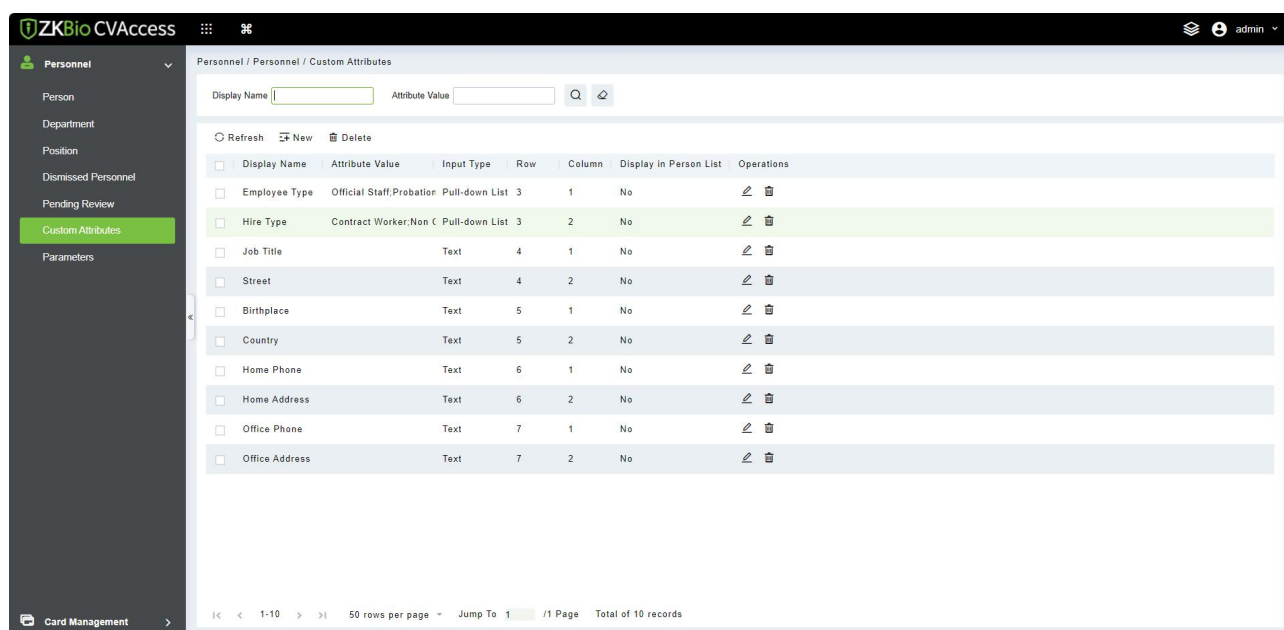 ZKBio CVAccess
admin
Personnel
Person
Department
Position
Dismissed Personnel
Pending Review
Custom Attributes
Parameters
Card Management
Personnel / Personnel / Custom Attributes
Display Name Attribute Value
Refresh New Delete
Display Name Attribute Value Input Type Row Column Display in Person List Operations
Employee Type Official Staff;Probation Pull-down List 3 1 No
Hire Type Contract Worker;Non C Pull-down List 3 2 No
Job Title Text 4 1 No
Street Text 4 2 No
Birthplace Text 5 1 No
Country Text 5 2 No
Home Phone Text 6 1 No
Home Address Text 6 2 No
Office Phone Text 7 1 No
Office Address Text 7 2 No
1-10 50 rows per page Jump To 1 /1 Page Total of 10 records